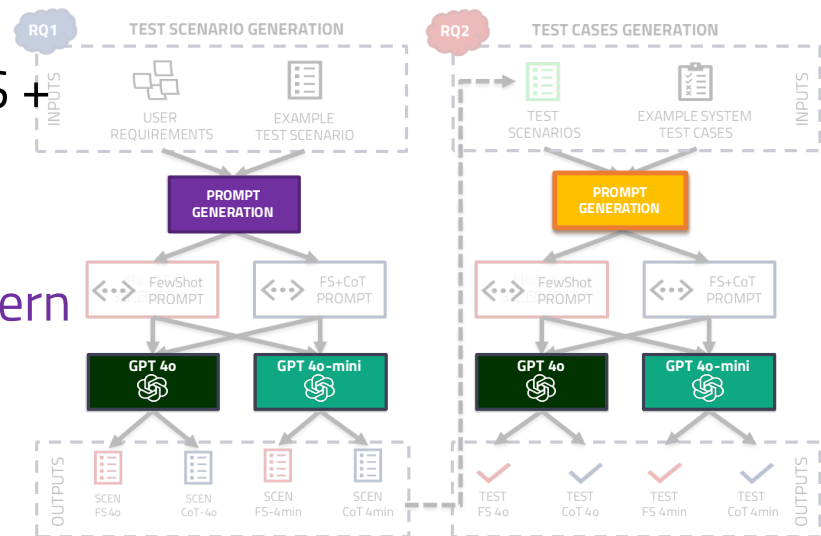 RQ1
TEST SCENARIO GENERATION
INPUTS
S +
USER
REQUIREMENTS
EXAMPLE
TEST SCENARIO
PROMPT
GENERATION
ern
FewShot
PROMPT
FS+CoT
PROMPT
GPT 4o
GPT 4o-mini
OUTPUTS
SCEN
FS 4o
SCEN
CoT-4o
SCEN
FS-4min
SCEN
CoT 4min
RQ2
TEST CASES GENERATION
INPUTS
TEST
SCENARIOS
EXAMPLE SYSTEM
TEST CASES
PROMPT
GENERATION
FewShot
PROMPT
FS+CoT
PROMPT
GPT 4o
GPT 4o-mini
TEST
FS 4o
TEST
CoT 4o
TEST
FS 4min
TEST
CoT 4min
OUTPUTS